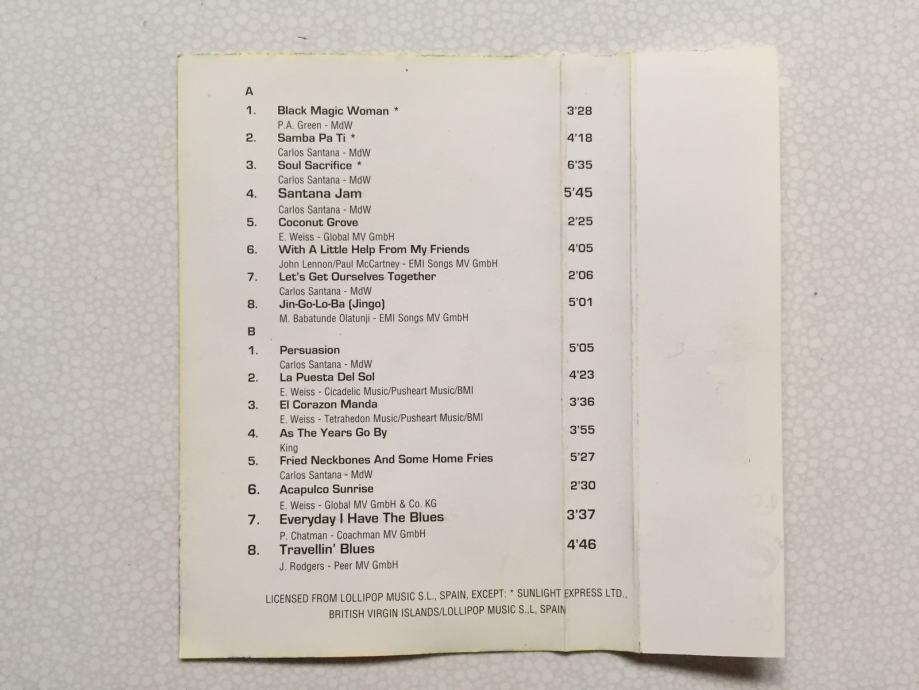 A
1. Black Magic Woman * 3'28
P.A. Green - MdW
2. Samba Pa Ti * 4'18
Carlos Santana - MdW
3. Soul Sacrifice * 6'35
Carlos Santana - MdW
4. Santana Jam 5'45
Carlos Santana - MdW
5. Coconut Grove 2'25
E. Weiss - Global MV GmbH
6. With A Little Help From My Friends 4'05
John Lennon/Paul McCartney - EMI Songs MV GmbH
7. Let's Get Ourselves Together 2'06
Carlos Santana - MdW
8. Jin-Go-Lo-Ba (Jingo) 5'01
M. Babatunde Olatunji - EMI Songs MV GmbH
B
1. Persuasion 5'05
Carlos Santana - MdW
2. La Puesta Del Sol 4'23
E. Weiss - Cicadelic Music/Pusheart Music/BMI
3. El Corazon Manda 3'36
E. Weiss - Tetrahedon Music/Pusheart Music/BMI
4. As The Years Go By 3'55
King
5. Fried Neckbones And Some Home Fries 5'27
Carlos Santana - MdW
6. Acapulco Sunrise 2'30
E. Weiss - Global MV GmbH & Co. KG
7. Everyday I Have The Blues 3'37
P. Chatman - Coachman MV GmbH
8. Travellin' Blues 4'46
J. Rodgers - Peer MV GmbH
LICENSED FROM LOLLIPOP MUSIC S.L., SPAIN, EXCEPT: * SUNLIGHT EXPRESS LTD.,
BRITISH VIRGIN ISLANDS/LOLLIPOP MUSIC S.,L, SPAIN